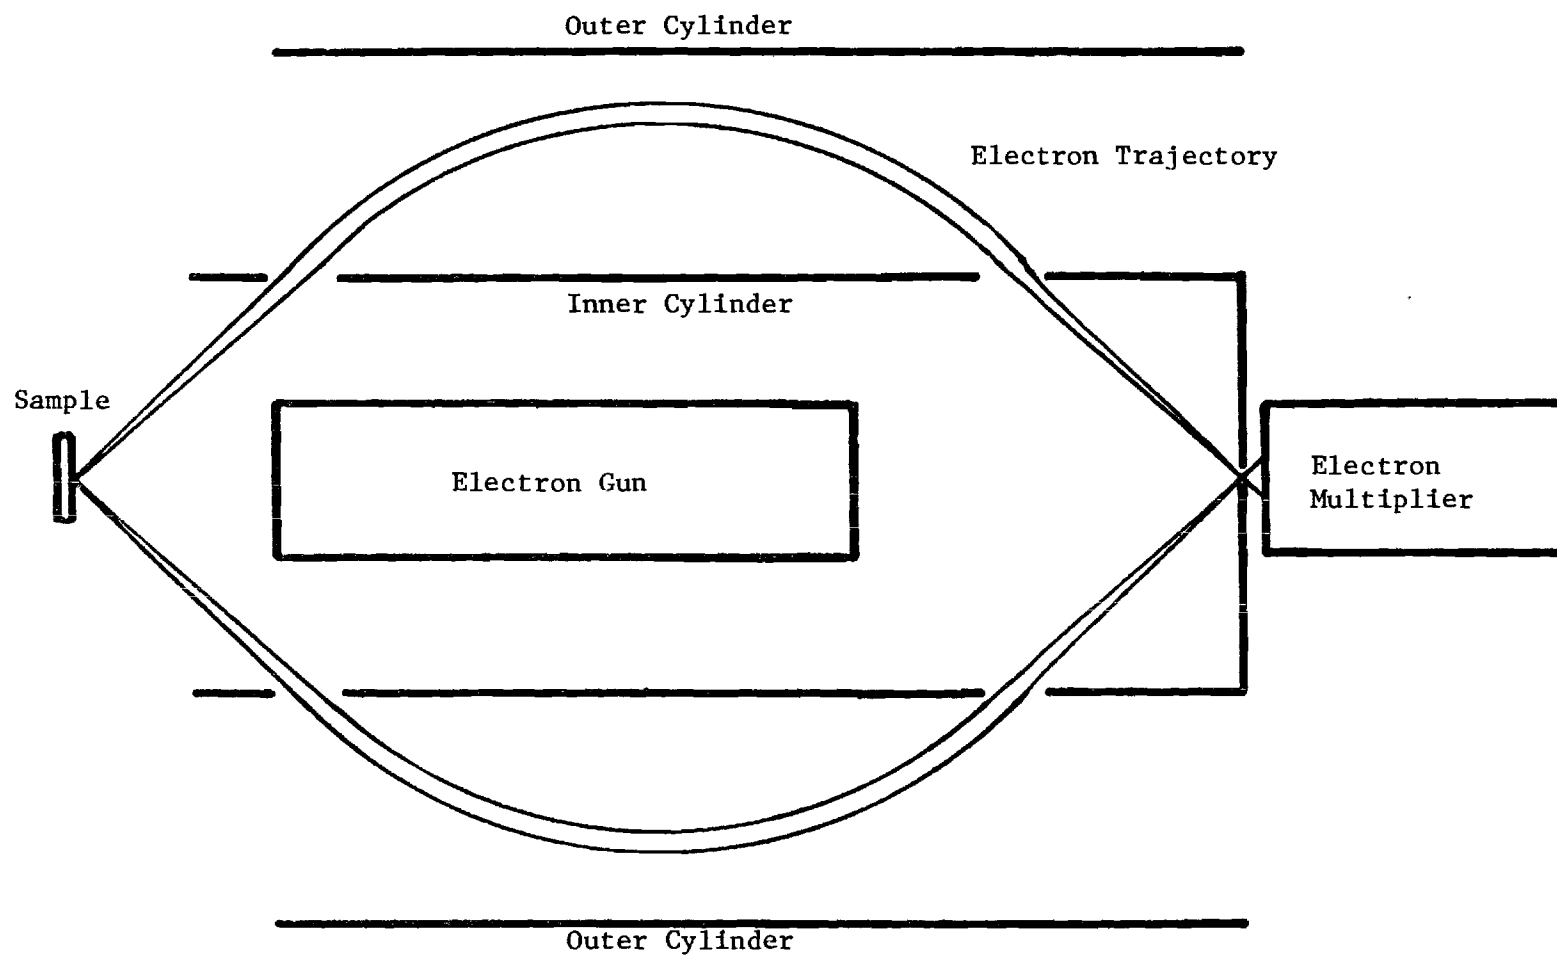 Outer Cylinder
Electron Trajectory
Inner Cylinder
Sample
Electron Gun
Electron
Multiplier
Outer Cylinder